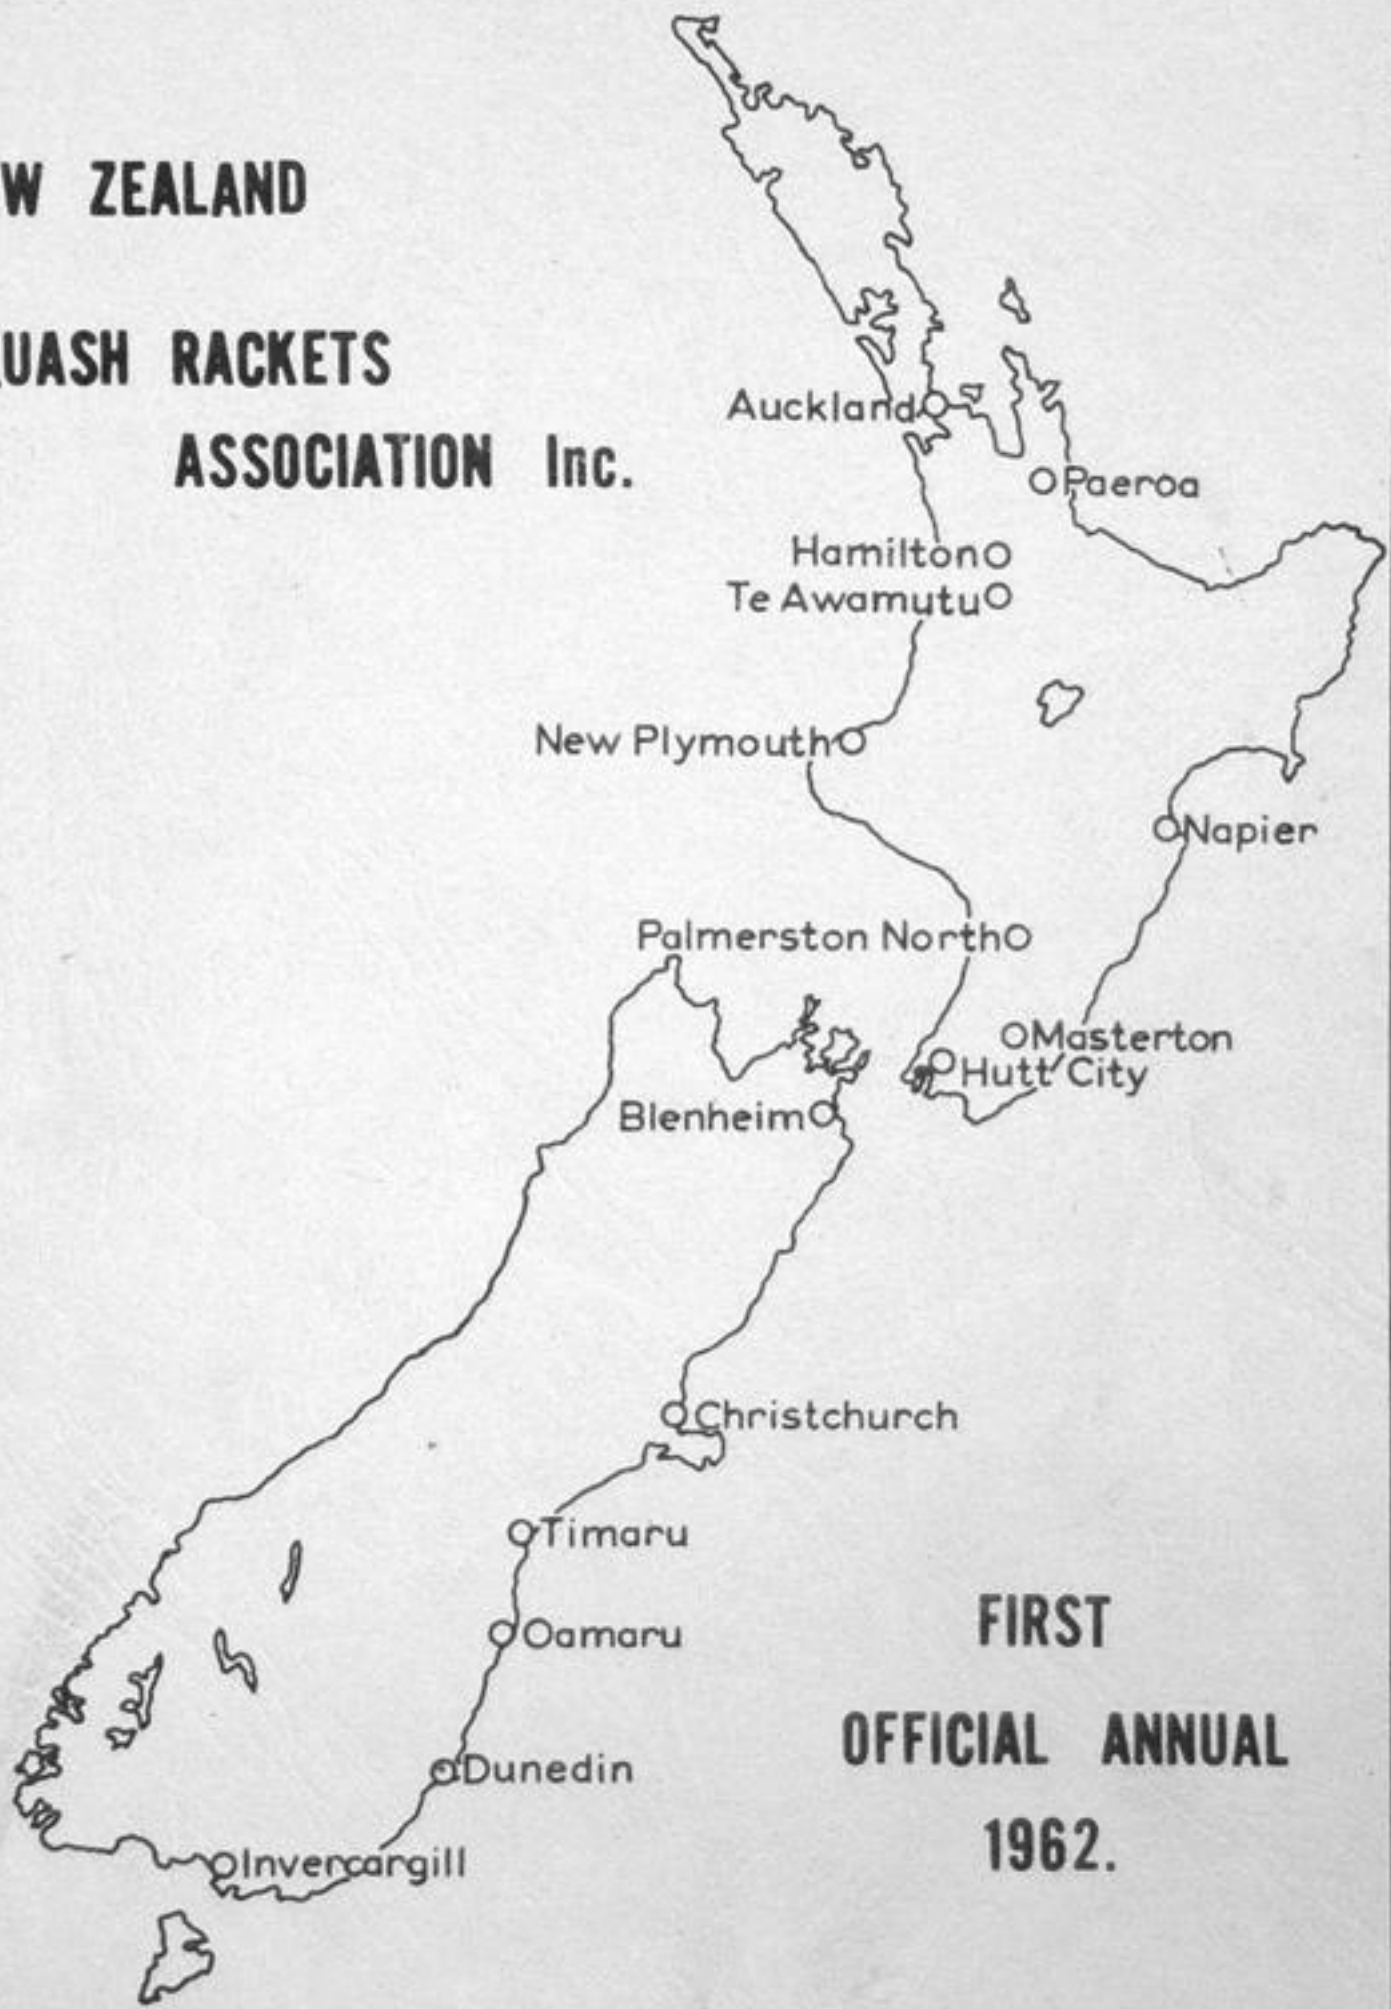 W ZEALAND
UASH RACKETS
ASSOCIATION Inc.
Auckland
Paeroa
Hamilton
Te Awamutu
New Plymouth
Napier
Palmerston North
Masterton
Hutt City
Blenheim
Christchurch
Timaru
Oamaru
Dunedin
Invercargill
FIRST
OFFICIAL ANNUAL
1962.